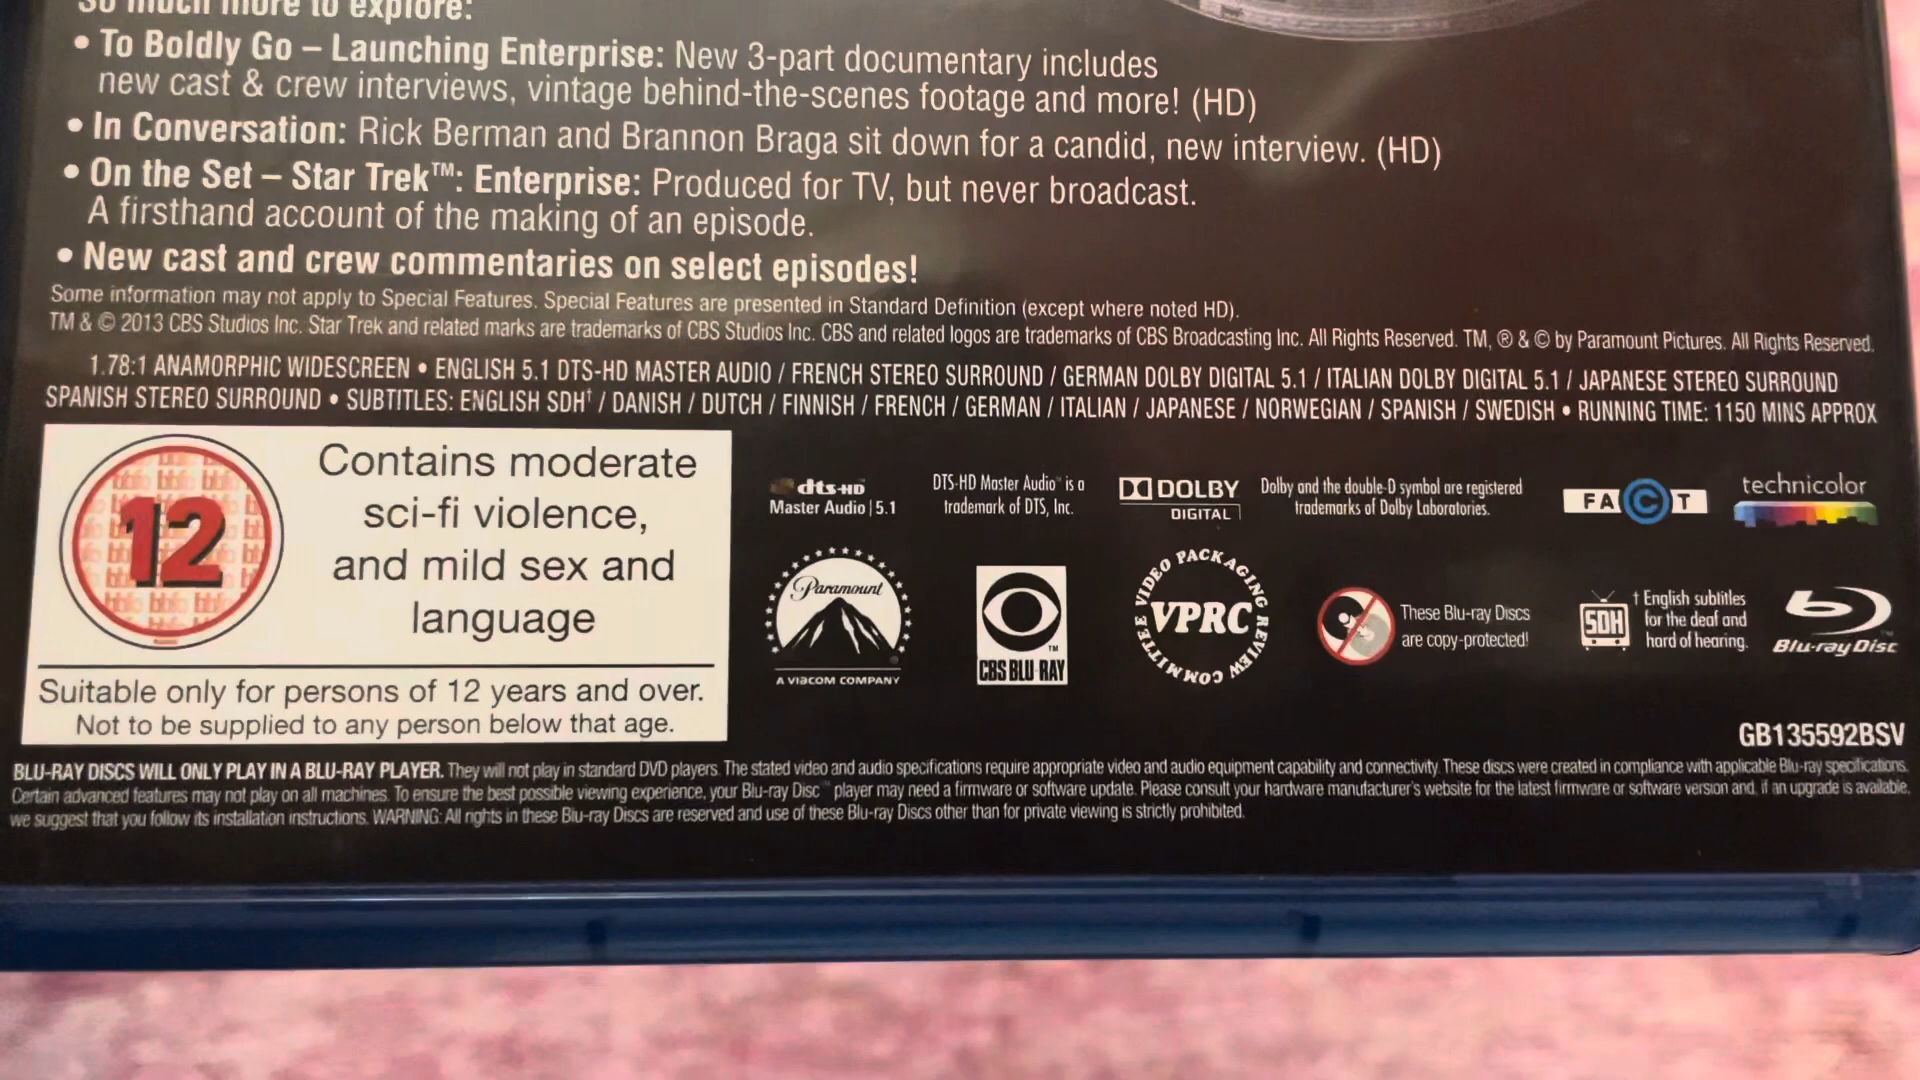 So much more to explore:
• To Boldly Go – Launching Enterprise: New 3-part documentary includes
new cast & crew interviews, vintage behind-the-scenes footage and more! (HD)
• In Conversation: Rick Berman and Brannon Braga sit down for a candid, new interview. (HD)
• On the Set – Star Trek™: Enterprise: Produced for TV, but never broadcast.
A firsthand account of the making of an episode.
• New cast and crew commentaries on select episodes!
Some information may not apply to Special Features. Special Features are presented in Standard Definition (except where noted HD).
TM & © 2013 CBS Studios Inc. Star Trek and related marks are trademarks of CBS Studios Inc. CBS and related logos are trademarks of CBS Broadcasting Inc. All Rights Reserved. TM, ® & © by Paramount Pictures. All Rights Reserved.
1.78:1 ANAMORPHIC WIDESCREEN • ENGLISH 5.1 DTS-HD MASTER AUDIO / FRENCH STEREO SURROUND / GERMAN DOLBY DIGITAL 5.1 / ITALIAN DOLBY DIGITAL 5.1 / JAPANESE STEREO SURROUND
SPANISH STEREO SURROUND • SUBTITLES: ENGLISH SDH† / DANISH / DUTCH / FINNISH / FRENCH / GERMAN / ITALIAN / JAPANESE / NORWEGIAN / SPANISH / SWEDISH • RUNNING TIME: 1150 MINS APPROX
12
Contains moderate
sci-fi violence,
and mild sex and
language
Suitable only for persons of 12 years and over.
Not to be supplied to any person below that age.
dts-HD
Master Audio | 5.1
DTS-HD Master Audio™ is a
trademark of DTS, Inc.
DOLBY
DIGITAL
Dolby and the double-D symbol are registered
trademarks of Dolby Laboratories.
FACT
technicolor
Paramount
A VIACOM COMPANY
CBS BLU-RAY
™
VIDEO PACKAGING REVIEW COMMITTEE
VPRC
These Blu-ray Discs
are copy-protected!
SDH
† English subtitles
for the deaf and
hard of hearing.
Blu-ray Disc
GB135592BSV
BLU-RAY DISCS WILL ONLY PLAY IN A BLU-RAY PLAYER. They will not play in standard DVD players. The stated video and audio specifications require appropriate video and audio equipment capability and connectivity. These discs were created in compliance with applicable Blu-ray specifications.
Certain advanced features may not play on all machines. To ensure the best possible viewing experience, your Blu-ray Disc™ player may need a firmware or software update. Please consult your hardware manufacturer's website for the latest firmware or software version and, if an upgrade is available,
we suggest that you follow its installation instructions. WARNING: All rights in these Blu-ray Discs are reserved and use of these Blu-ray Discs other than for private viewing is strictly prohibited.